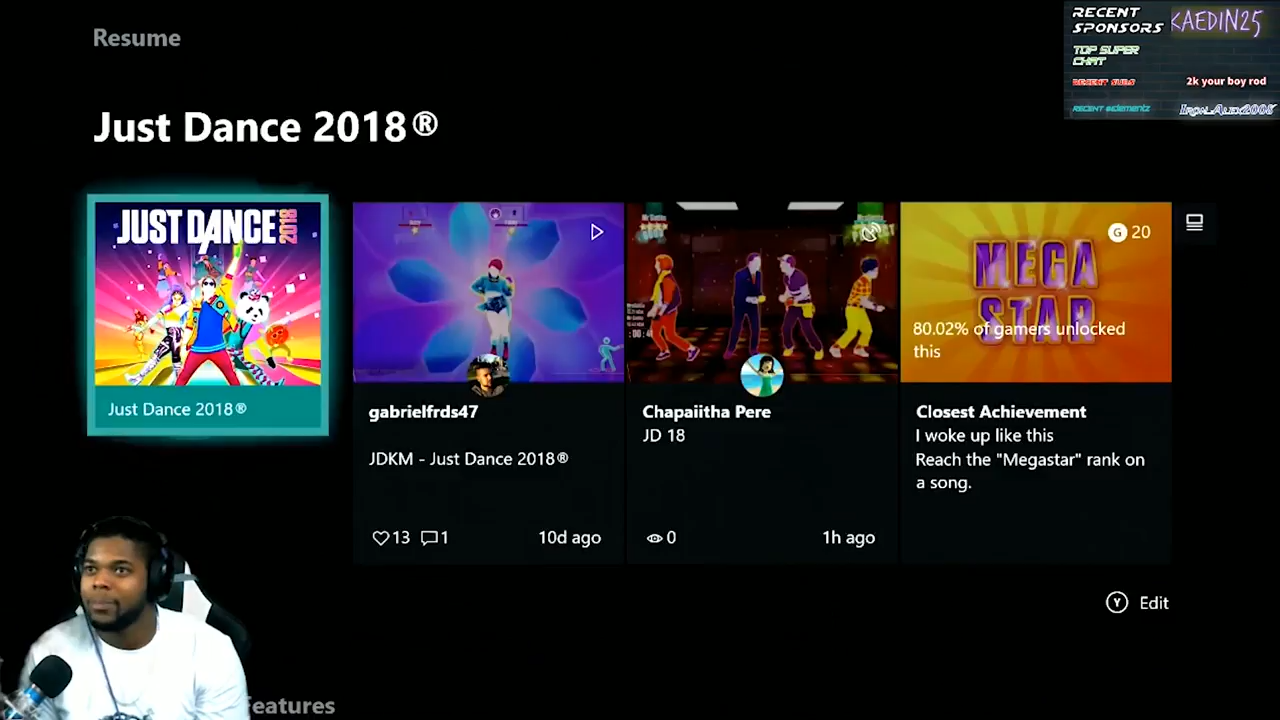 Resume
RECENT
SPONSORS
KAEDIN25
TOP SUPER
CHAT
RECENT SUBS
2k your boy rod
Just Dance 2018®
JUST DANCE 2018
G 20
MEGA
STAR
80.02% of gamers unlocked
this
Just Dance 2018®
gabrielfrds47
JDKM - Just Dance 2018®
13
1
10d ago
Chapaiitha Pere
JD 18
0
1h ago
Closest Achievement
I woke up like this
Reach the "Megastar" rank on
a song.
Y Edit
eatures